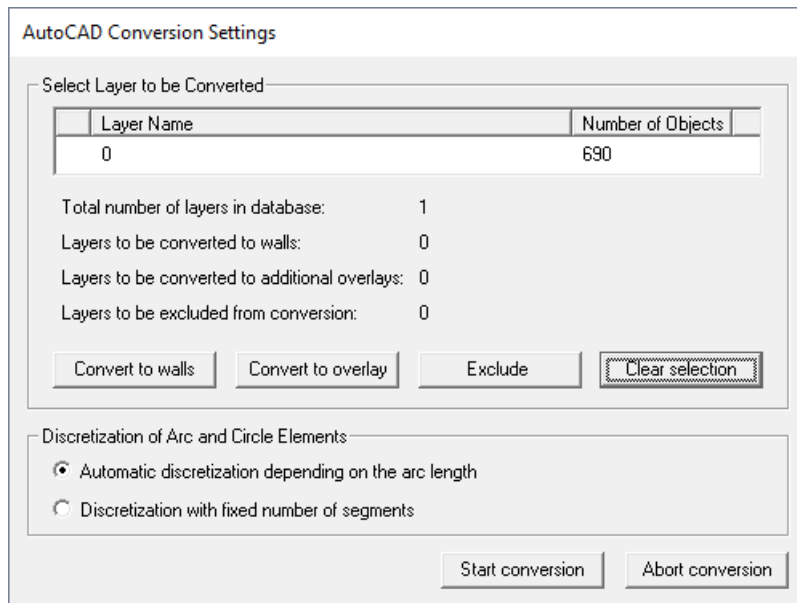 AutoCAD Conversion Settings
Select Layer to be Converted
Layer Name Number of Objects
0 690
Total number of layers in database: 1
Layers to be converted to walls: 0
Layers to be converted to additional overlays: 0
Layers to be excluded from conversion: 0
Convert to walls Convert to overlay Exclude Clear selection
Discretization of Arc and Circle Elements
Automatic discretization depending on the arc length
Discretization with fixed number of segments
Start conversion Abort conversion